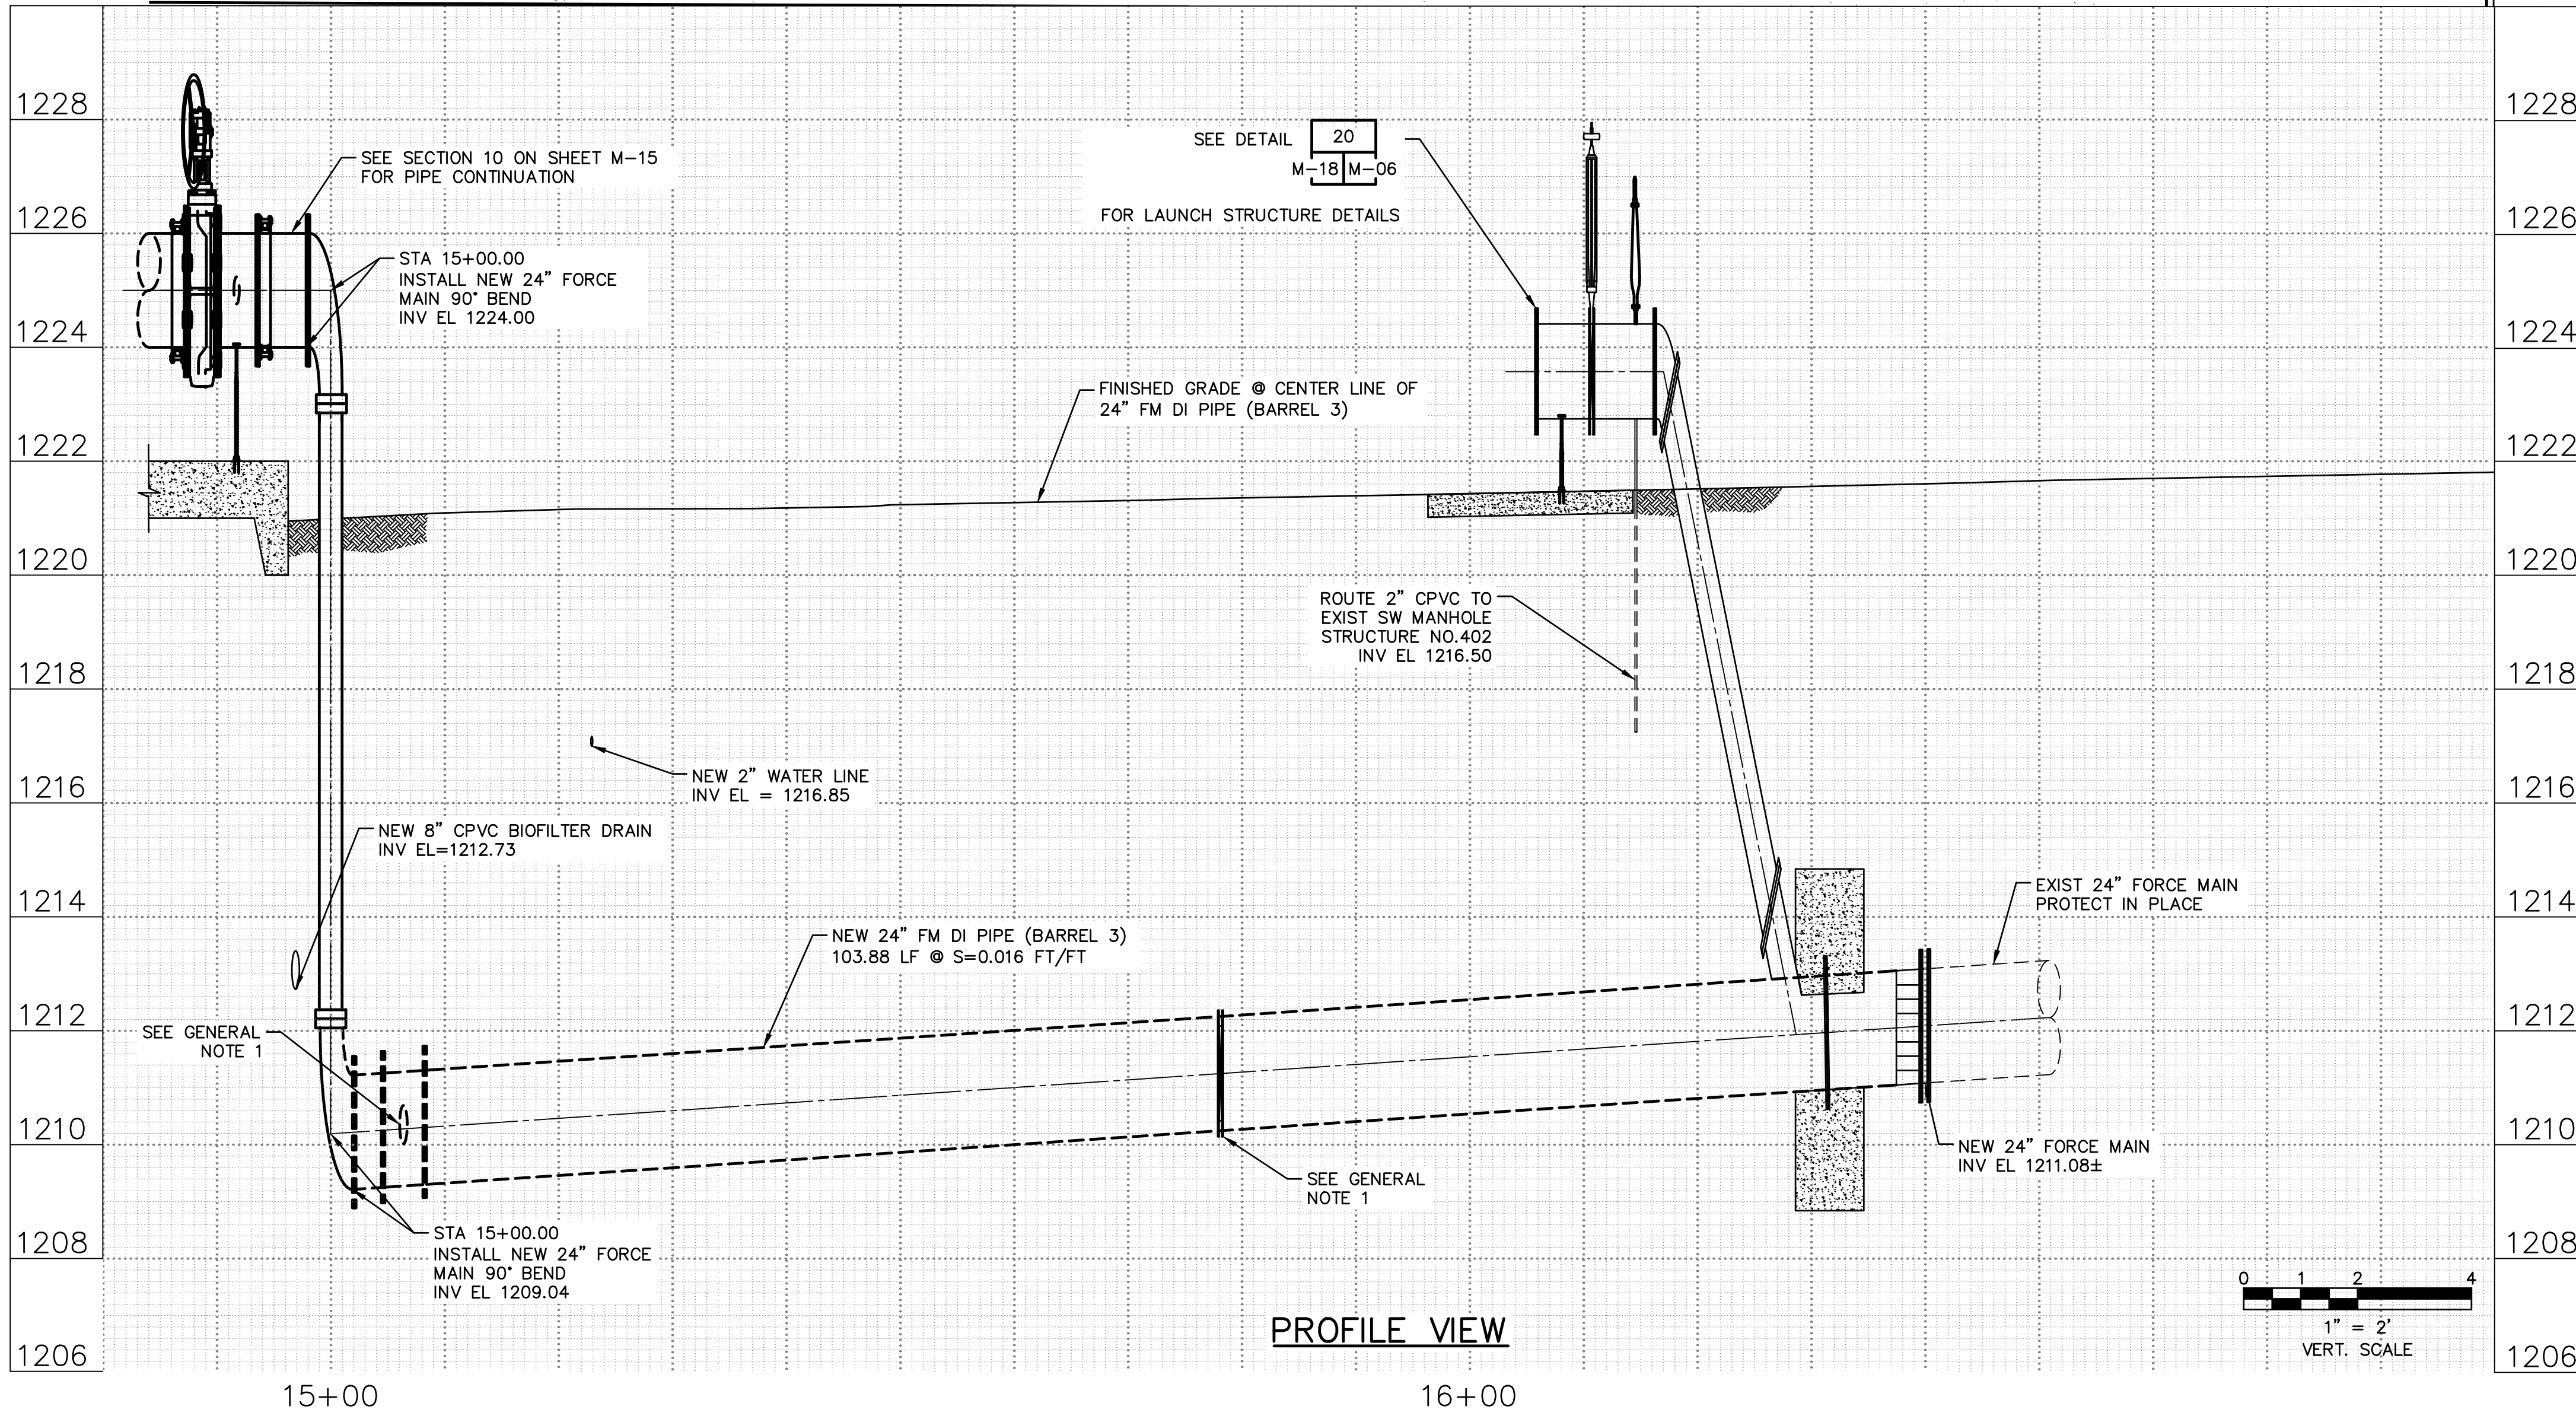 1228
1226
1224
1222
1220
1218
1216
1214
1212
1210
1208
1206
SEE SECTION 10 ON SHEET M-15
FOR PIPE CONTINUATION
STA 15+00.00
INSTALL NEW 24" FORCE
MAIN 90° BEND
INV EL 1224.00
SEE DETAIL
20
M-18 M-06
FOR LAUNCH STRUCTURE DETAILS
FINISHED GRADE @ CENTER LINE OF
24" FM DI PIPE (BARREL 3)
ROUTE 2" CPVC TO
EXIST SW MANHOLE
STRUCTURE NO.402
INV EL 1216.50
NEW 2" WATER LINE
INV EL = 1216.85
NEW 8" CPVC BIOFILTER DRAIN
INV EL=1212.73
NEW 24" FM DI PIPE (BARREL 3)
103.88 LF @ S=0.016 FT/FT
EXIST 24" FORCE MAIN
PROTECT IN PLACE
SEE GENERAL
NOTE 1
SEE GENERAL
NOTE 1
NEW 24" FORCE MAIN
INV EL 1211.08±
STA 15+00.00
INSTALL NEW 24" FORCE
MAIN 90° BEND
INV EL 1209.04
PROFILE VIEW
0 1 2 4
1" = 2'
VERT. SCALE
1228
1226
1224
1222
1220
1218
1216
1214
1212
1210
1208
1206
15+00
16+00